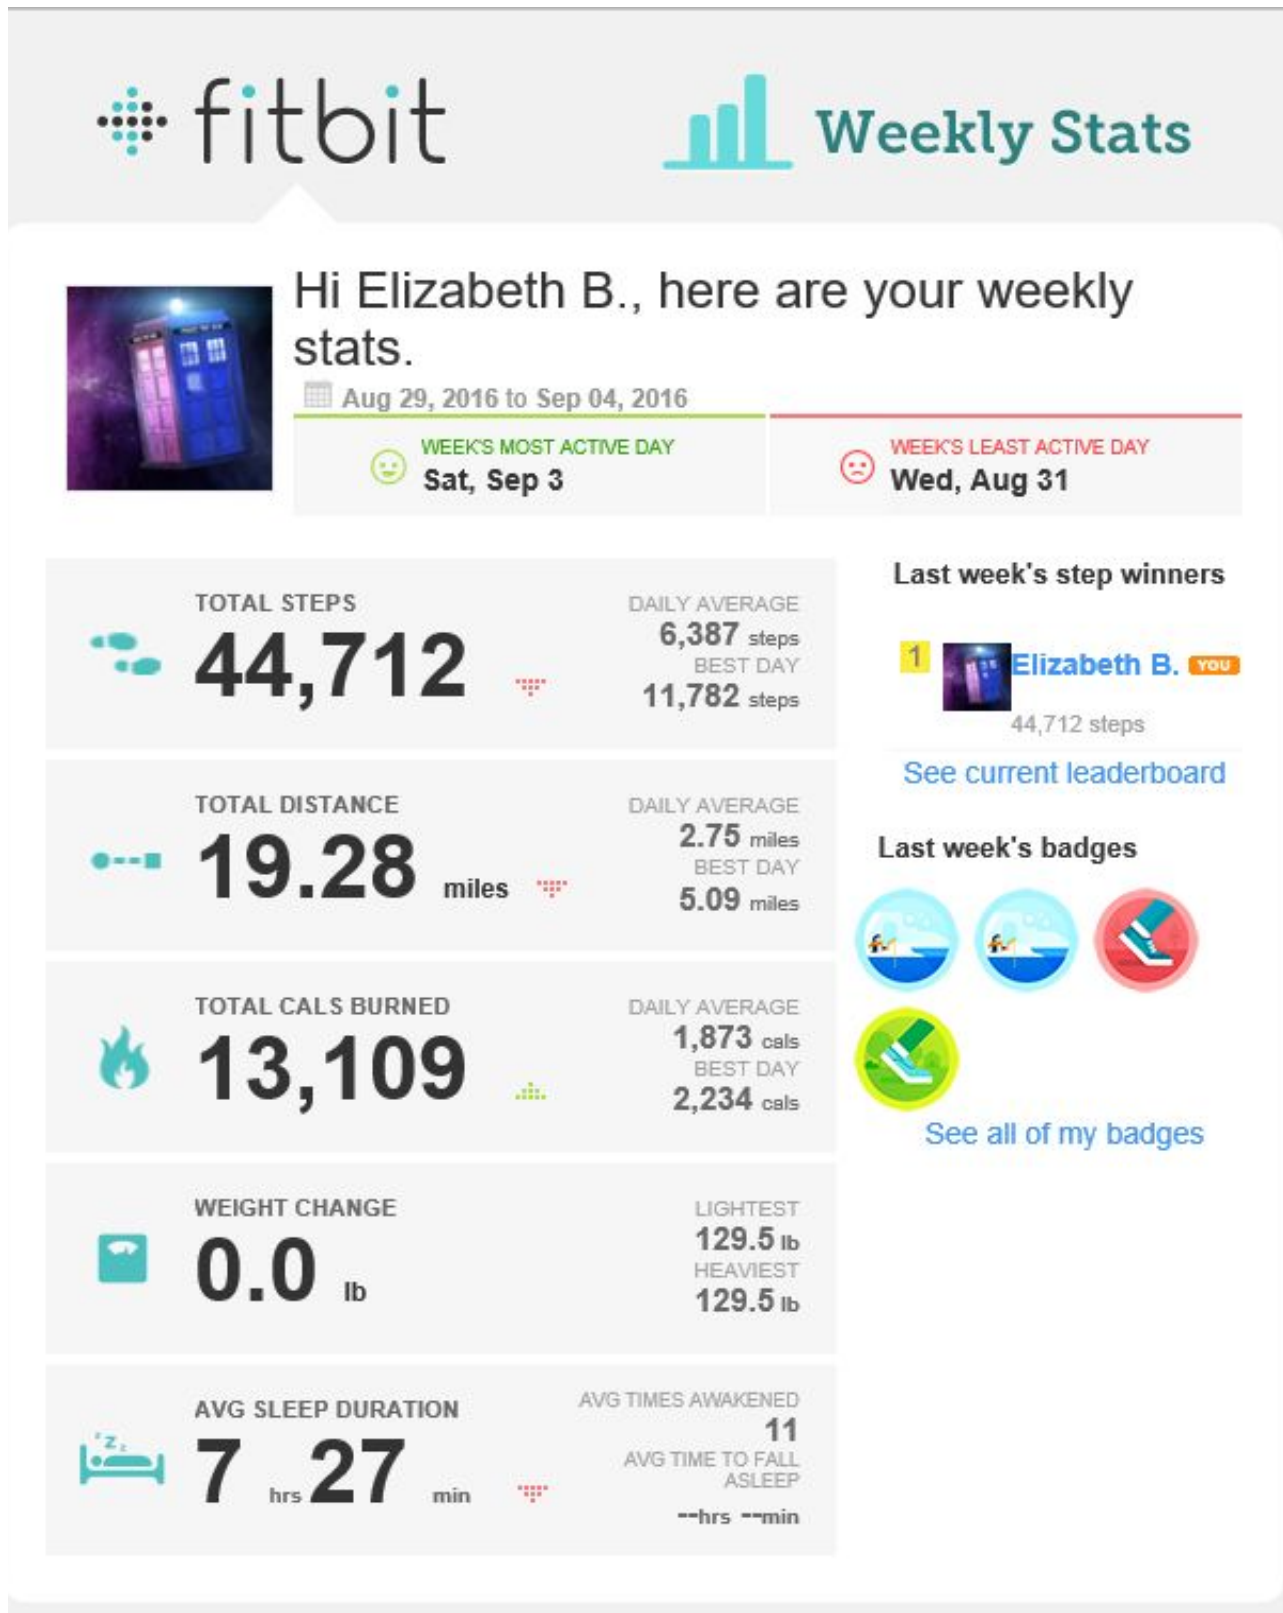 fitbit
Weekly Stats
Hi Elizabeth B., here are your weekly
stats.
Aug 29, 2016 to Sep 04, 2016
WEEK'S MOST ACTIVE DAY
Sat, Sep 3
WEEK'S LEAST ACTIVE DAY
Wed, Aug 31
TOTAL STEPS
44,712
DAILY AVERAGE
6,387 steps
BEST DAY
11,782 steps
TOTAL DISTANCE
19.28 miles
DAILY AVERAGE
2.75 miles
BEST DAY
5.09 miles
TOTAL CALS BURNED
13,109
DAILY AVERAGE
1,873 cals
BEST DAY
2,234 cals
WEIGHT CHANGE
0.0 lb
LIGHTEST
129.5 lb
HEAVIEST
129.5 lb
AVG SLEEP DURATION
7 hrs 27 min
AVG TIMES AWAKENED
11
AVG TIME TO FALL
ASLEEP
--hrs --min
Last week's step winners
1
Elizabeth B. YOU
44,712 steps
See current leaderboard
Last week's badges
See all of my badges